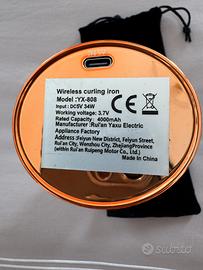 Wireless curling iron
Model :YX-808
Input : DC5V 34W
Working voltage: 3.7V
Rated Capacity : 4000mAh
Manufacturer :Rui'an Yaxu Electric
Appliance Factory
Address :Feiyun New District, Feiyun Street,
Rui'an City, Wenzhou City, ZhejiangProvince
(within Rui'an Ruipeng Motor Co., Ltd.)
Made In China
subito